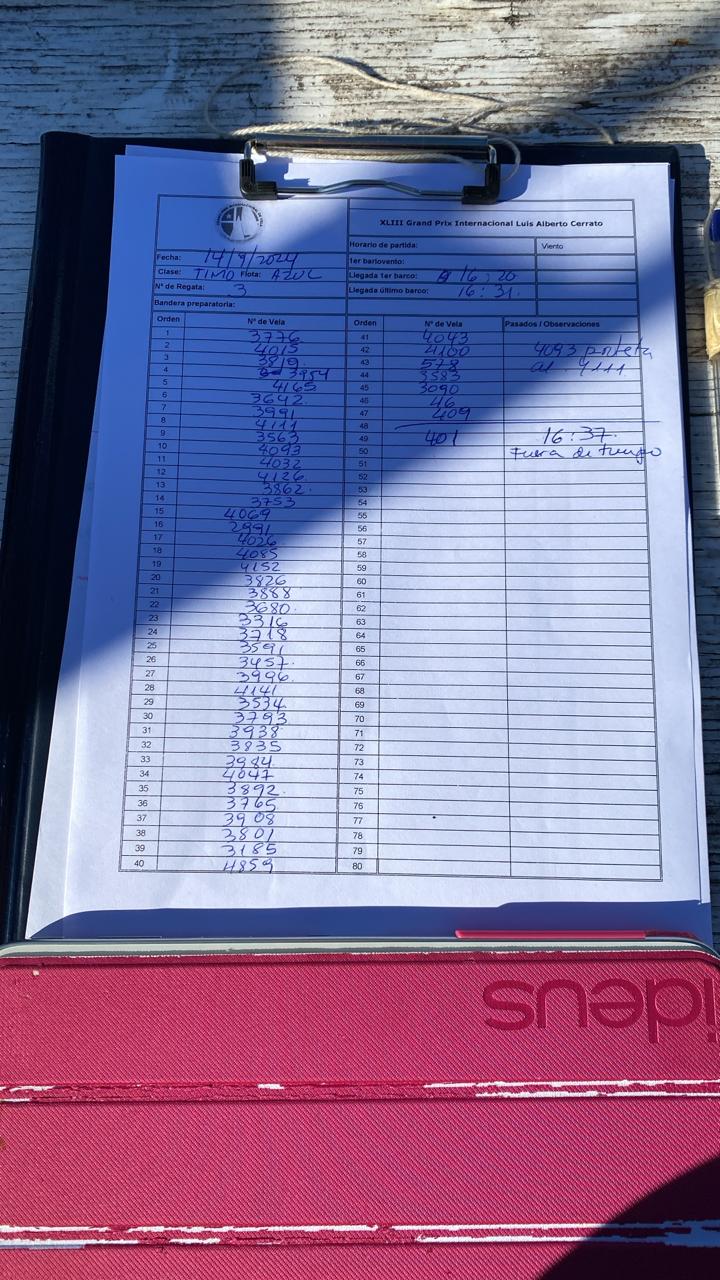 XLIII Grand Prix Internacional Luis Alberto Cerrato
Horario de partida: Viento
Fecha: 14/9/2024 1er barlovento:
Clase: TIMO Flota: AZUL Llegada 1er barco: 16:20
Nº de Regata: 3 Llegada último barco: 16:31.
Bandera preparatoria:
Orden Nº de Vela Orden Nº de Vela Pasados / Observaciones
1 3776 41 4043
2 4015 42 4100 4093 protesta
3 3819. 43 578 al 4111
4 3954 44 3583
5 4165 45 3090
6 3642 46 46
7 3991 47 409
8 4111 48
9 3563 49 401 16:37.
10 4093 50 Fuera de tiempo
11 4032 51
12 4126 52
13 3862. 53
14 3753 54
15 4069 55
16 2991 56
17 4026 57
18 4085 58
19 4152 59
20 3826 60
21 3888 61
22 3680. 62
23 3316 63
24 3718 64
25 3591 65
26 3457. 66
27 3996. 67
28 4141 68
29 3534 69
30 3793 70
31 3938 71
32 3835 72
33 3984 73
34 4047 74
35 3892. 75
36 3765 76
37 3908 77
38 3801 78
39 3185 79
40 4859 80
ideus